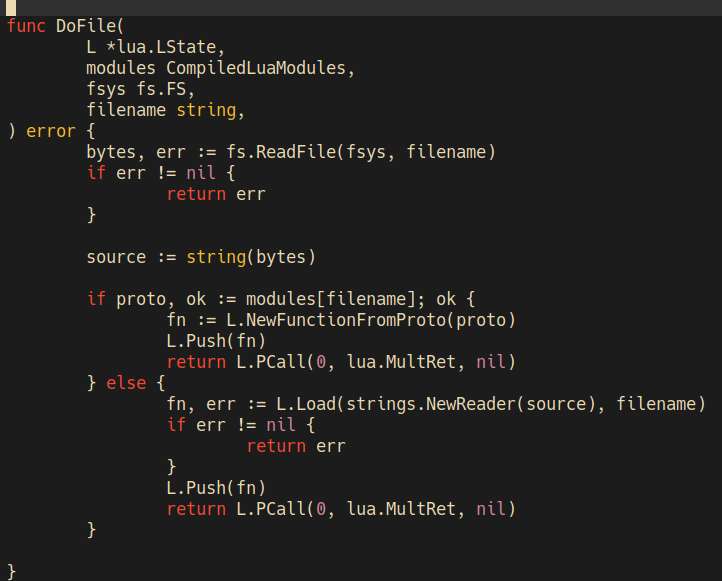 func DoFile(
        L *lua.LState,
        modules CompiledLuaModules,
        fsys fs.FS,
        filename string,
) error {
        bytes, err := fs.ReadFile(fsys, filename)
        if err != nil {
                return err
        }

        source := string(bytes)

        if proto, ok := modules[filename]; ok {
                fn := L.NewFunctionFromProto(proto)
                L.Push(fn)
                return L.PCall(0, lua.MultRet, nil)
        } else {
                fn, err := L.Load(strings.NewReader(source), filename)
                if err != nil {
                        return err
                }
                L.Push(fn)
                return L.PCall(0, lua.MultRet, nil)
        }

}